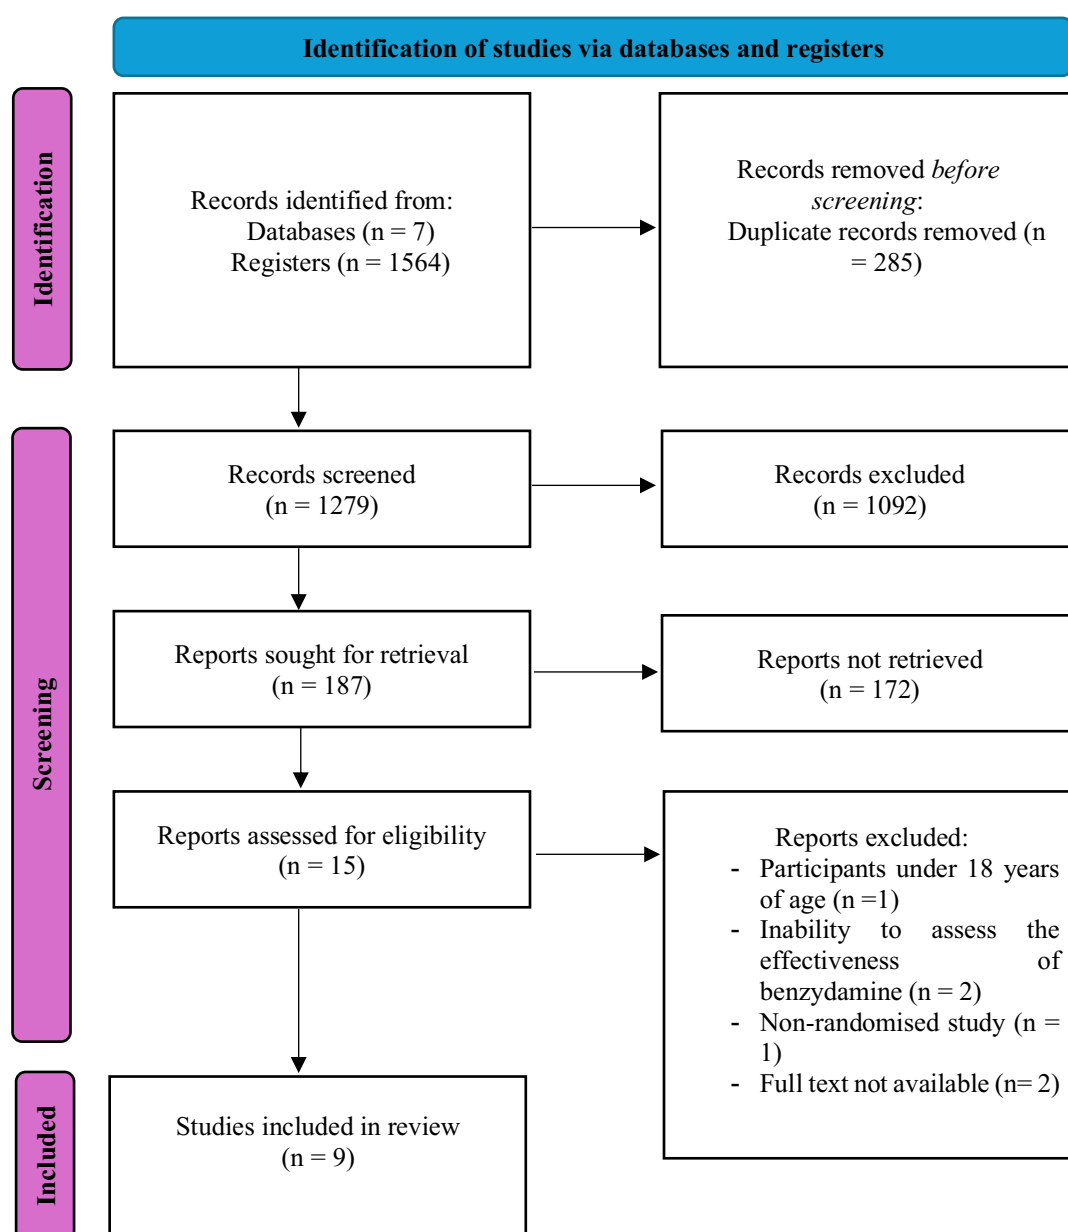 Identification of studies via databases and registers
Identification
Records identified from:
Databases (n = 7)
Registers (n = 1564)
Records removed before
screening:
Duplicate records removed (n
= 285)
Screening
Records screened
(n = 1279)
Records excluded
(n = 1092)
Reports sought for retrieval
(n = 187)
Reports not retrieved
(n = 172)
Reports assessed for eligibility
(n = 15)
Reports excluded:
- Participants under 18 years
of age (n =1)
- Inability to assess the
effectiveness of
benzydamine (n = 2)
- Non-randomised study (n =
1)
- Full text not available (n= 2)
Included
Studies included in review
(n = 9)